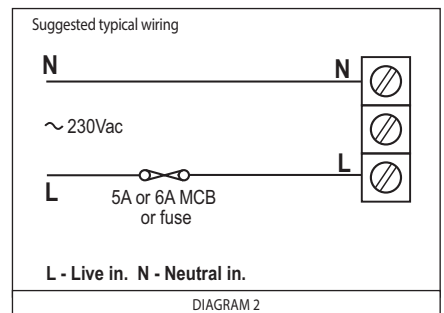 Suggested typical wiring
N N
~ 230Vac
L L
5A or 6A MCB
or fuse
L - Live in. N - Neutral in.
DIAGRAM 2